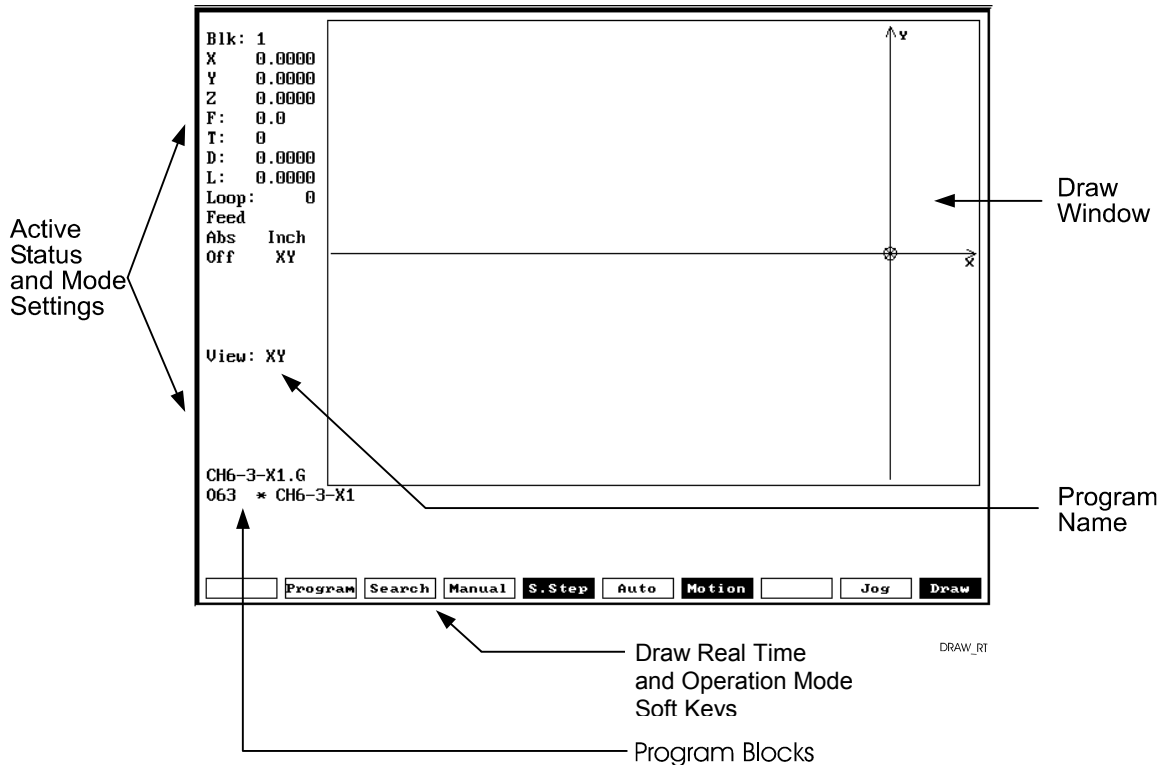 Blk: 1
X 0.0000
Y 0.0000
Z 0.0000
F: 0.0
T: 0
D: 0.0000
L: 0.0000
Loop: 0
Feed
Abs Inch
Off XY
View: XY
CH6-3-X1.G
O63 * CH6-3-X1
Y
X
Program Search Manual S.Step Auto Motion Jog Draw
Active
Status
and Mode
Settings
Draw
Window
Program
Name
DRAW_RT
Draw Real Time
and Operation Mode
Soft Keys
Program Blocks